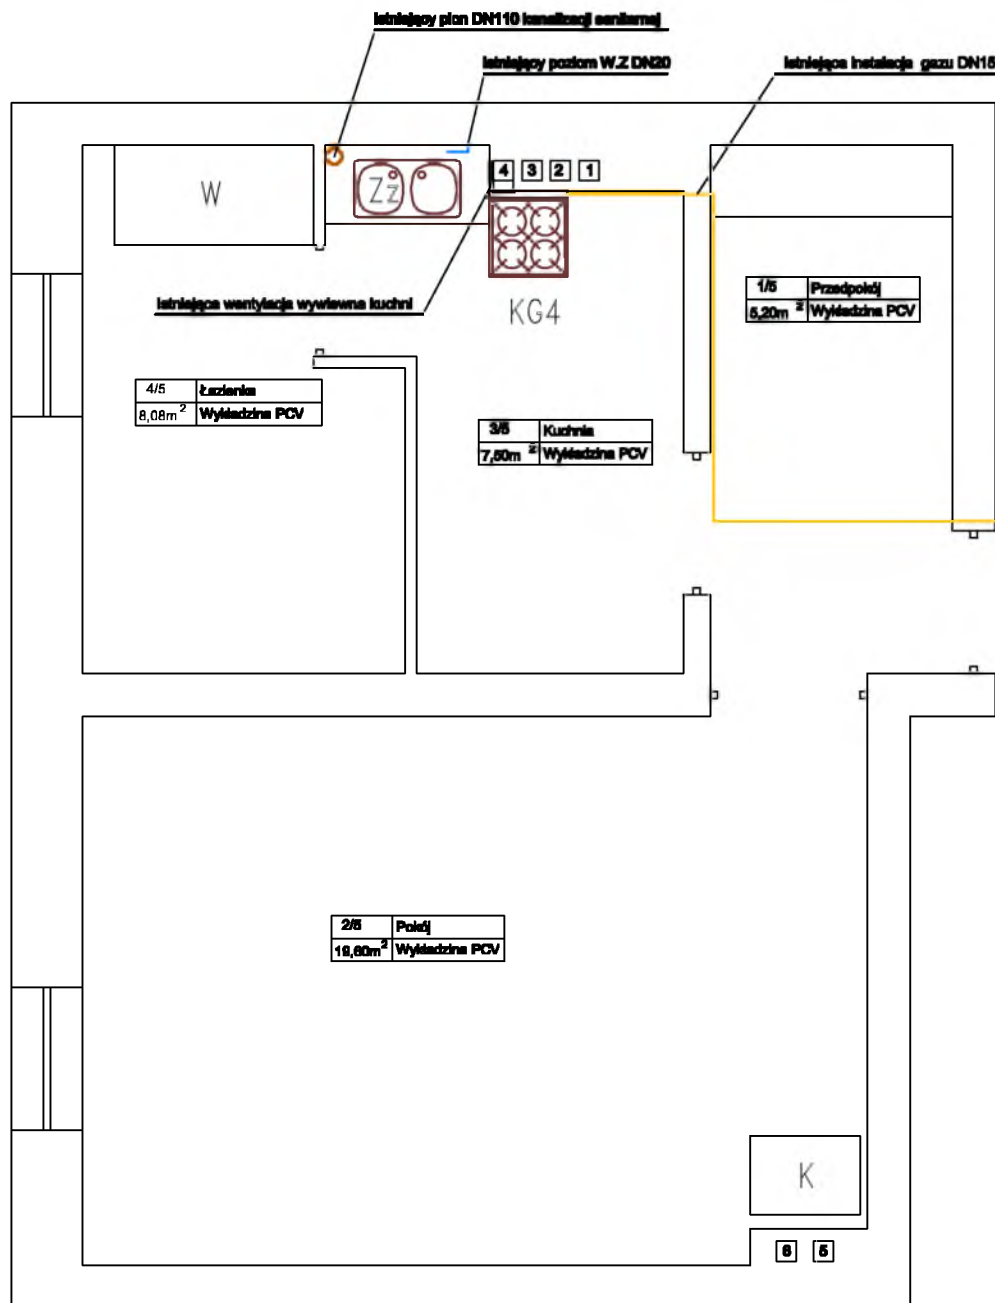 Istniejący pion DN110 kanalizacji sanitarnej
Istniejący poziom W.Z DN20
Istniejąca instalacja gazu DN15
W
Zz
4 3 2 1
KG4
Istniejąca wentylacja wywiewna kuchni
1/5 Przedpokój
5,20m² Wykładzina PCV
4/5 Łazienka
8,08m² Wykładzina PCV
3/5 Kuchnia
7,50m² Wykładzina PCV
2/5 Pokój
19,60m² Wykładzina PCV
K
6 5